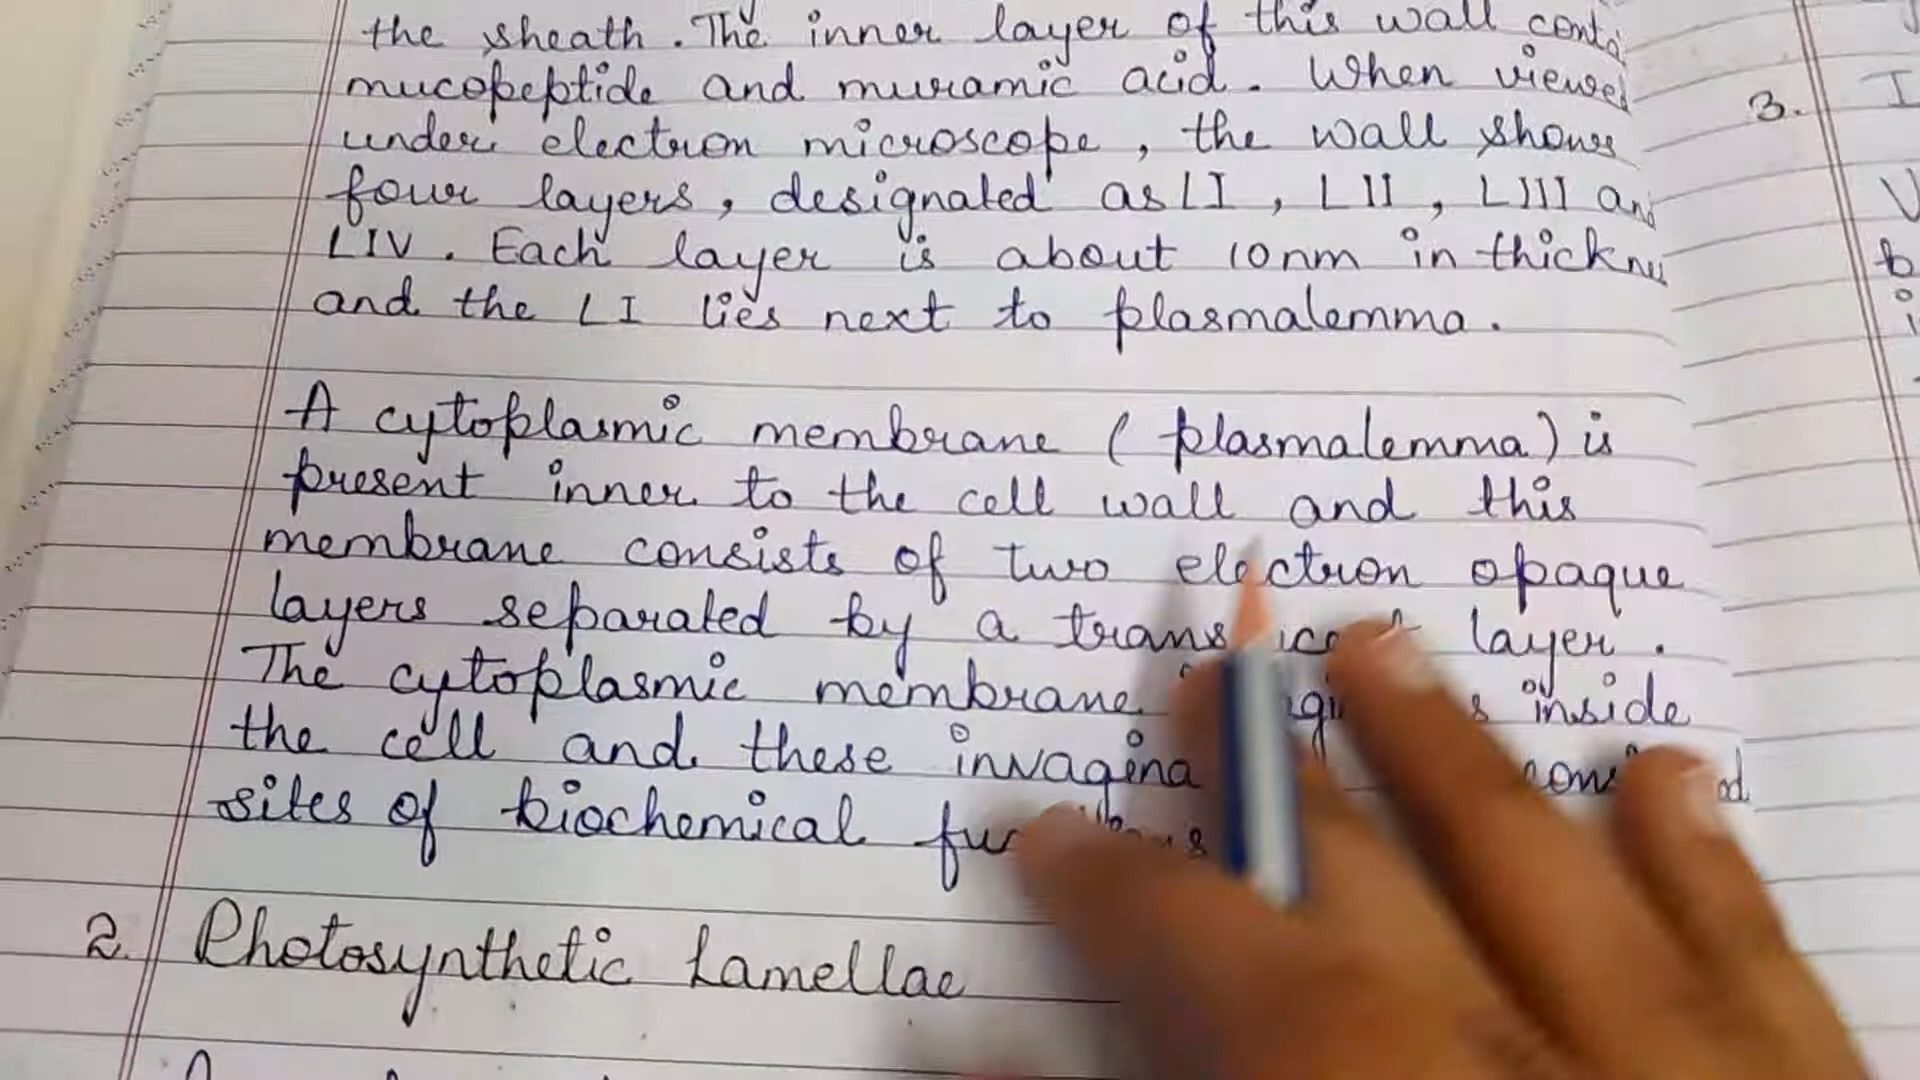 the sheath. The inner layer of this wall
mucopeptide and muramic acid. When viewed
under electron microscope, the wall shows
four layers, designated as LI, LII, LIII and
LIV. Each layer is about 10nm in
and the LI lies next to plasmalemma.
A cytoplasmic membrane (plasmalemma) is
present inner to the cell wall and this
membrane consists of two electron opaque
layers separated by a layer.
The cytoplasmic membrane inside
the cell and these
sites of biochemical
2. Photosynthetic Lamellae
3.